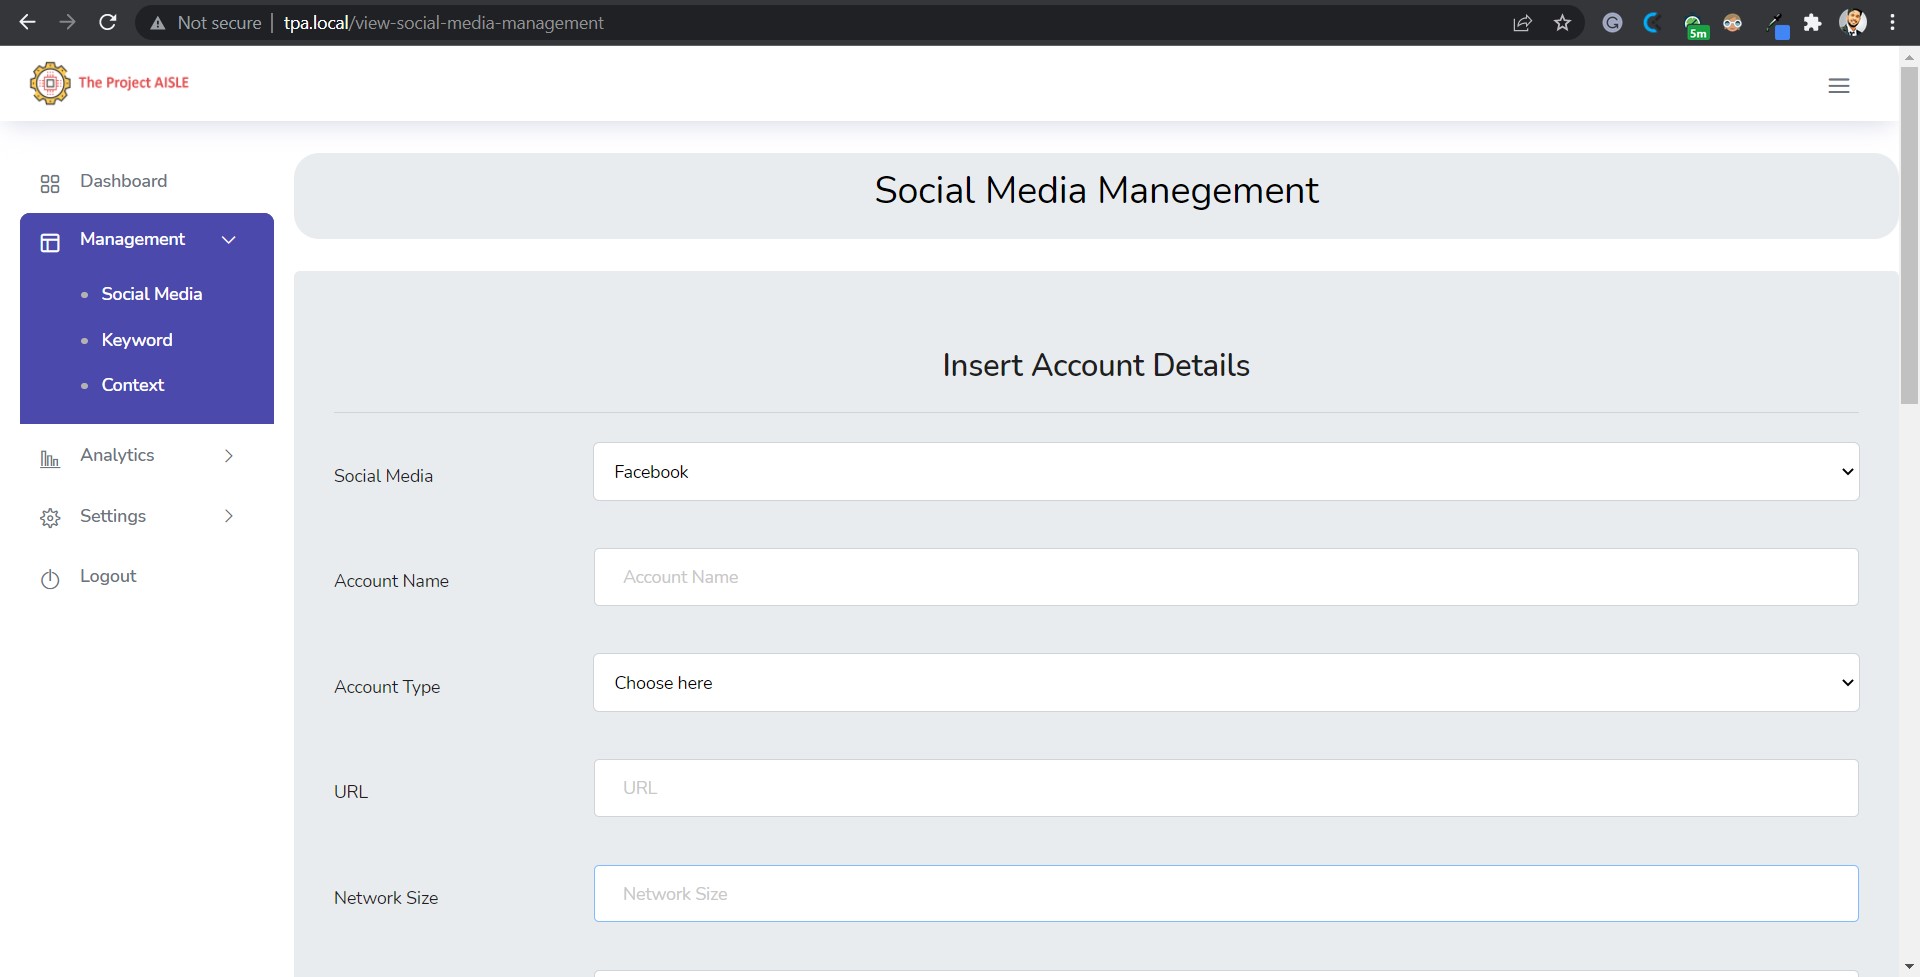 Not secure | tpa.local/view-social-media-management
5m
The Project AISLE
Dashboard
Management
Social Media
Keyword
Context
Analytics
Settings
Logout
Social Media Manegement
Insert Account Details
Social Media
Facebook
Account Name
Account Name
Account Type
Choose here
URL
URL
Network Size
Network Size